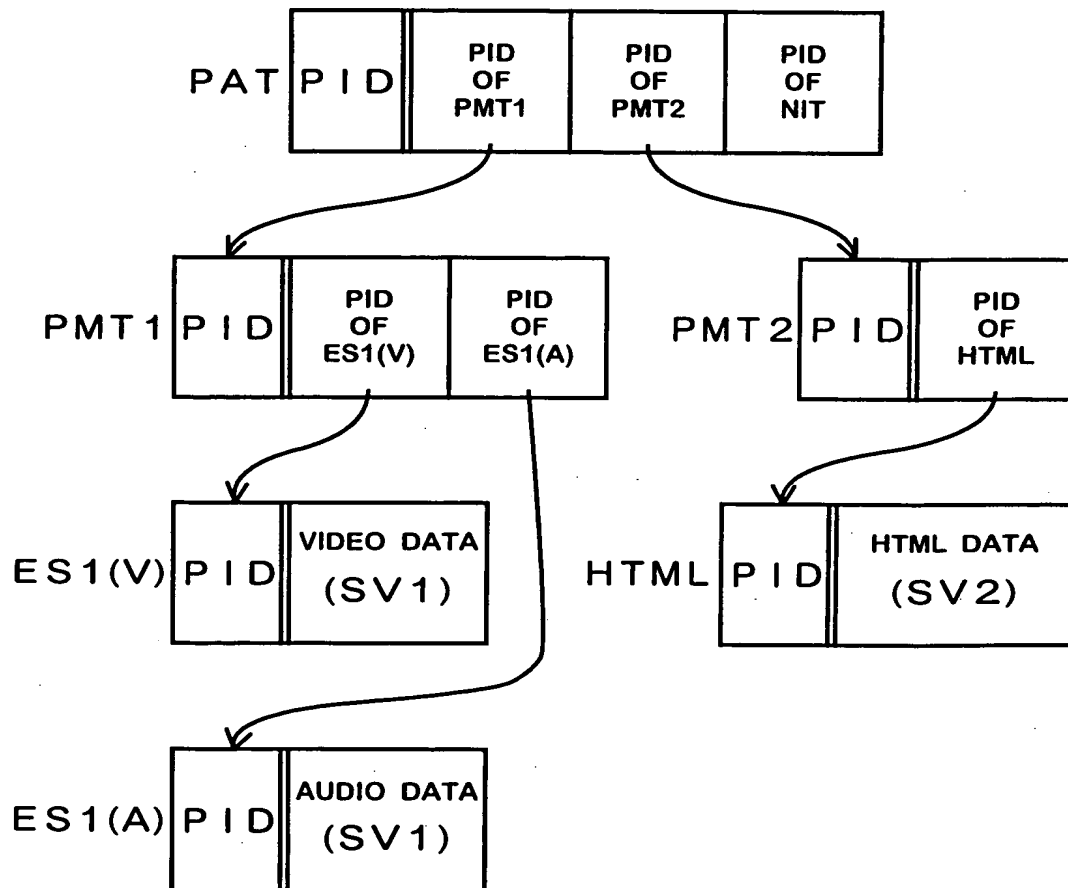 PAT PID
PID
OF
PMT1
PID
OF
PMT2
PID
OF
NIT
PMT1 PID
PID
OF
ES1(V)
PID
OF
ES1(A)
PMT2 PID
PID
OF
HTML
ES1(V) PID
VIDEO DATA
(SV1)
HTML PID
HTML DATA
(SV2)
ES1(A) PID
AUDIO DATA
(SV1)